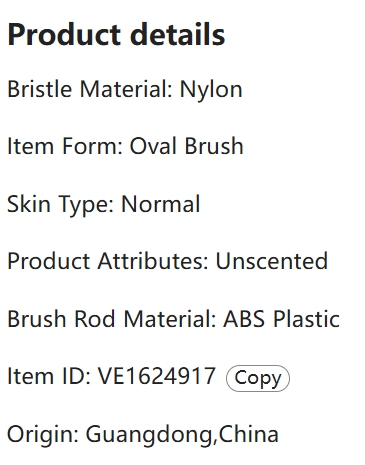 Product details
Bristle Material: Nylon
Item Form: Oval Brush
Skin Type: Normal
Product Attributes: Unscented
Brush Rod Material: ABS Plastic
Item ID: VE1624917 Copy
Origin: Guangdong,China